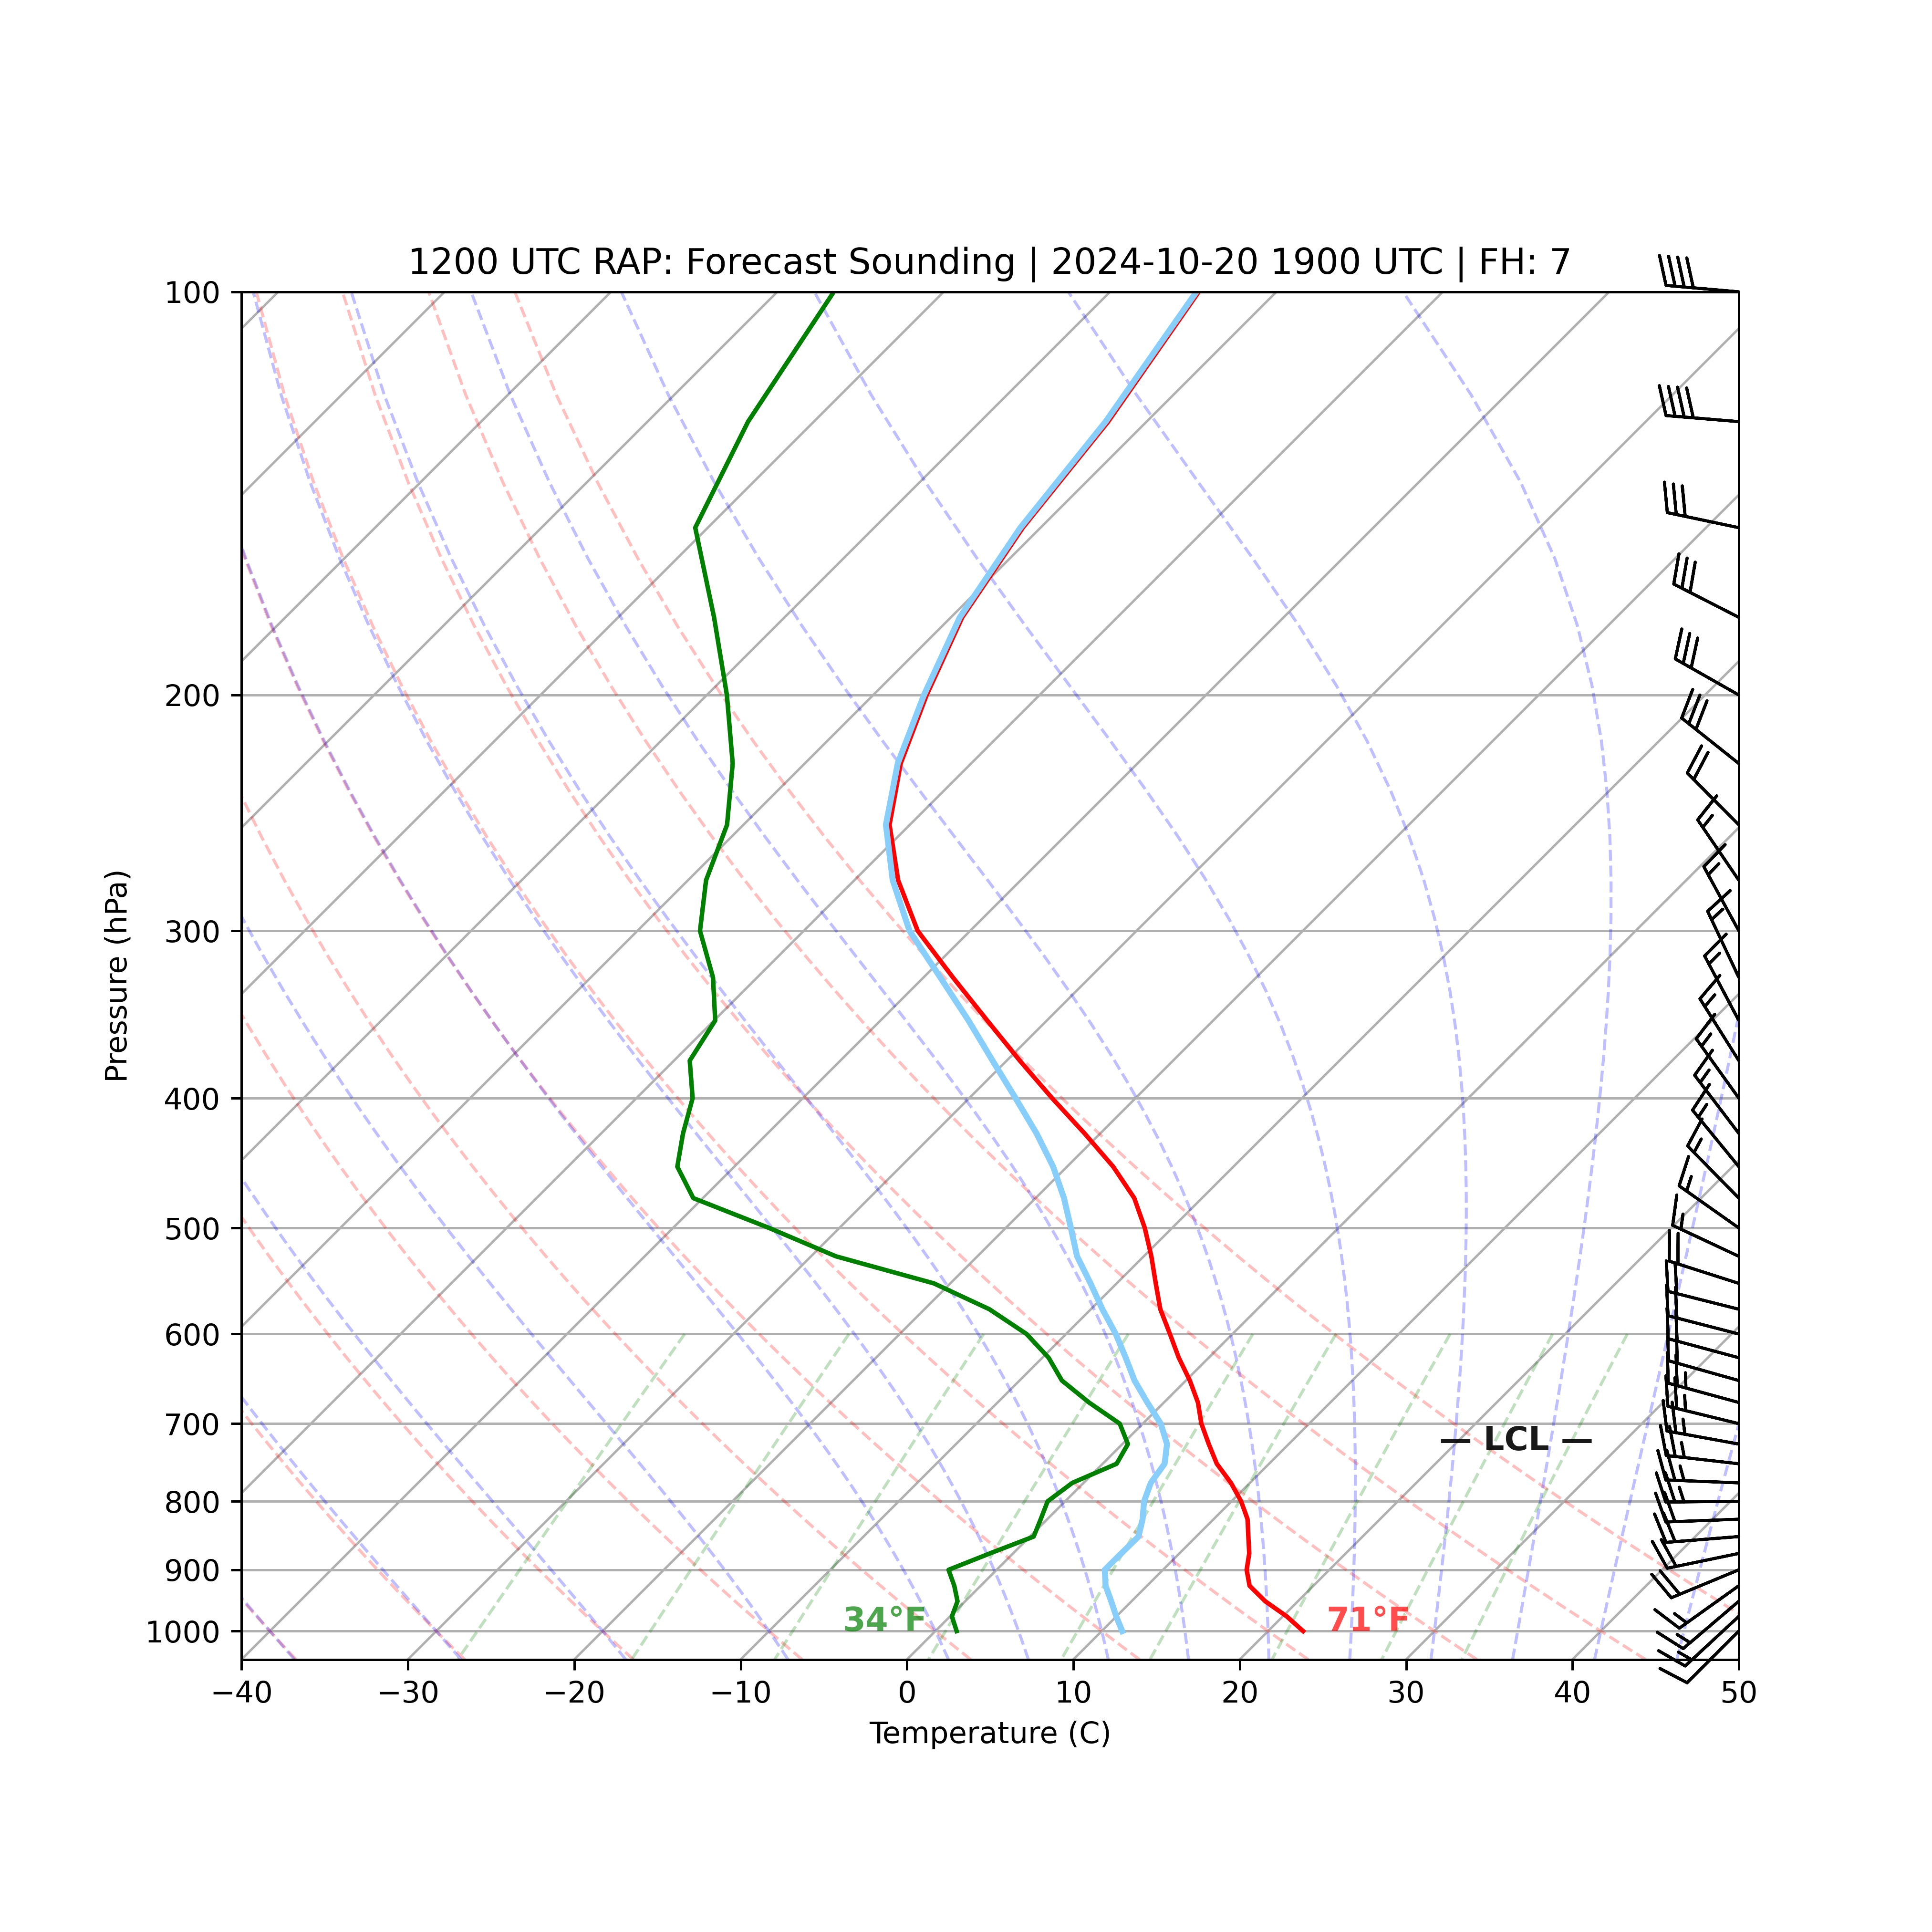 1200 UTC RAP: Forecast Sounding | 2024-10-20 1900 UTC | FH: 7
100
200
300
400
500
600
700
800
900
1000
Pressure (hPa)
— LCL —
34°F
71°F
−40 −30 −20 −10 0 10 20 30 40 50
Temperature (C)